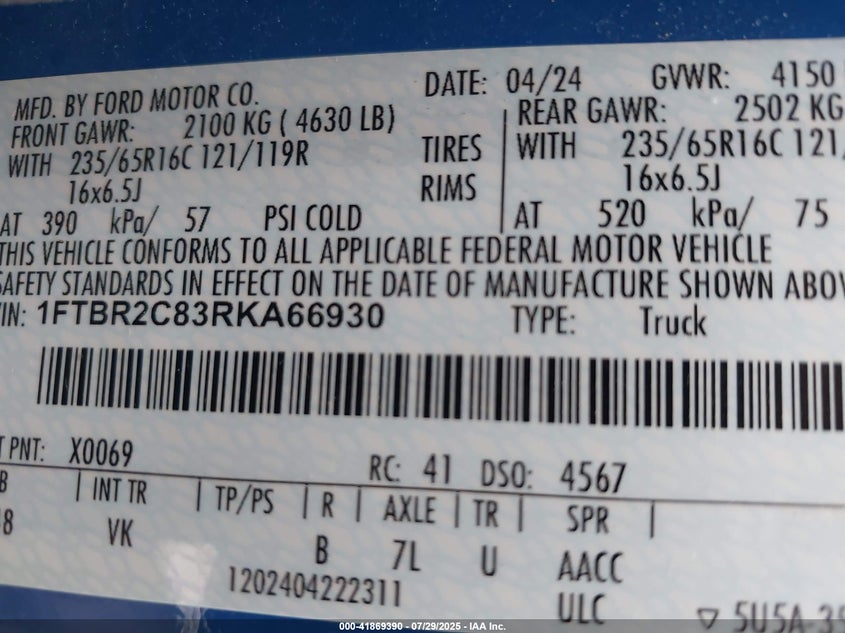 MFD. BY FORD MOTOR CO. DATE: 04/24 GVWR: 4150
FRONT GAWR: 2100 KG ( 4630 LB) REAR GAWR: 2502 KG
WITH 235/65R16C 121/119R TIRES WITH 235/65R16C 121/
16x6.5J RIMS 16x6.5J
AT 390 kPa/ 57 PSI COLD AT 520 kPa/ 75
THIS VEHICLE CONFORMS TO ALL APPLICABLE FEDERAL MOTOR VEHICLE
SAFETY STANDARDS IN EFFECT ON THE DATE OF MANUFACTURE SHOWN ABOV
VIN: 1FTBR2C83RKA66930 TYPE: Truck
T PNT: X0069 RC: 41 DSO: 4567
B | INT TR | TP/PS | R | AXLE | TR | SPR |
8 VK B 7L U AACC
1202404222311 ULC ▽ 5U5A-35
000-41869390 - 07/29/2025 - IAA Inc.